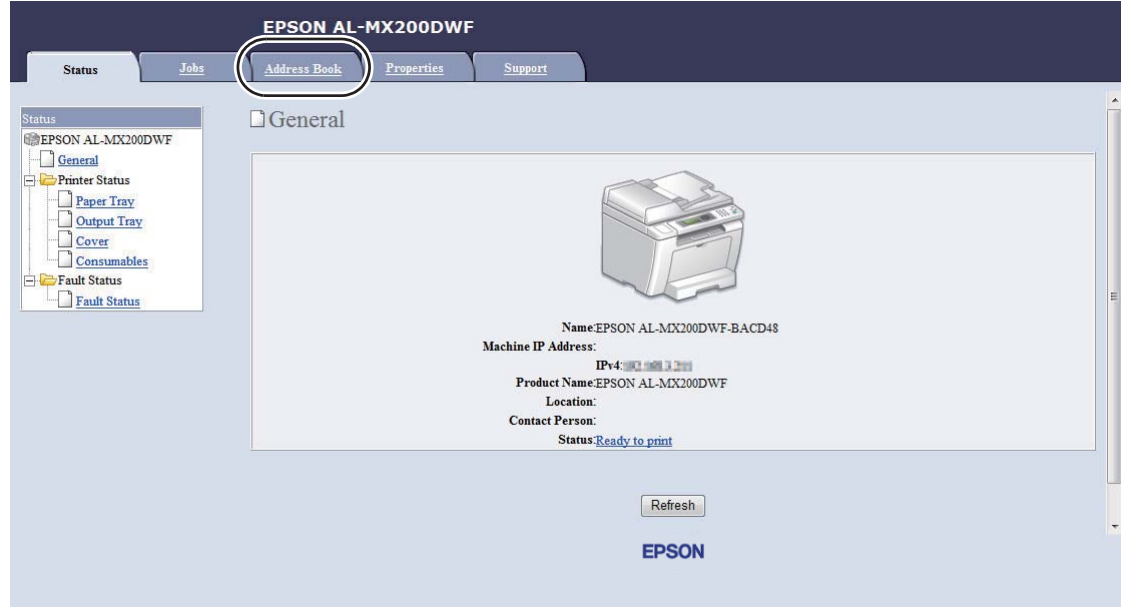 EPSON AL-MX200DWF
Status
Jobs
Address Book
Properties
Support
Status
EPSON AL-MX200DWF
General
Printer Status
Paper Tray
Output Tray
Cover
Consumables
Fault Status
Fault Status
General
Name:EPSON AL-MX200DWF-BACD48
Machine IP Address:
IPv4:
Product Name:EPSON AL-MX200DWF
Location:
Contact Person:
Status:Ready to print
Refresh
EPSON